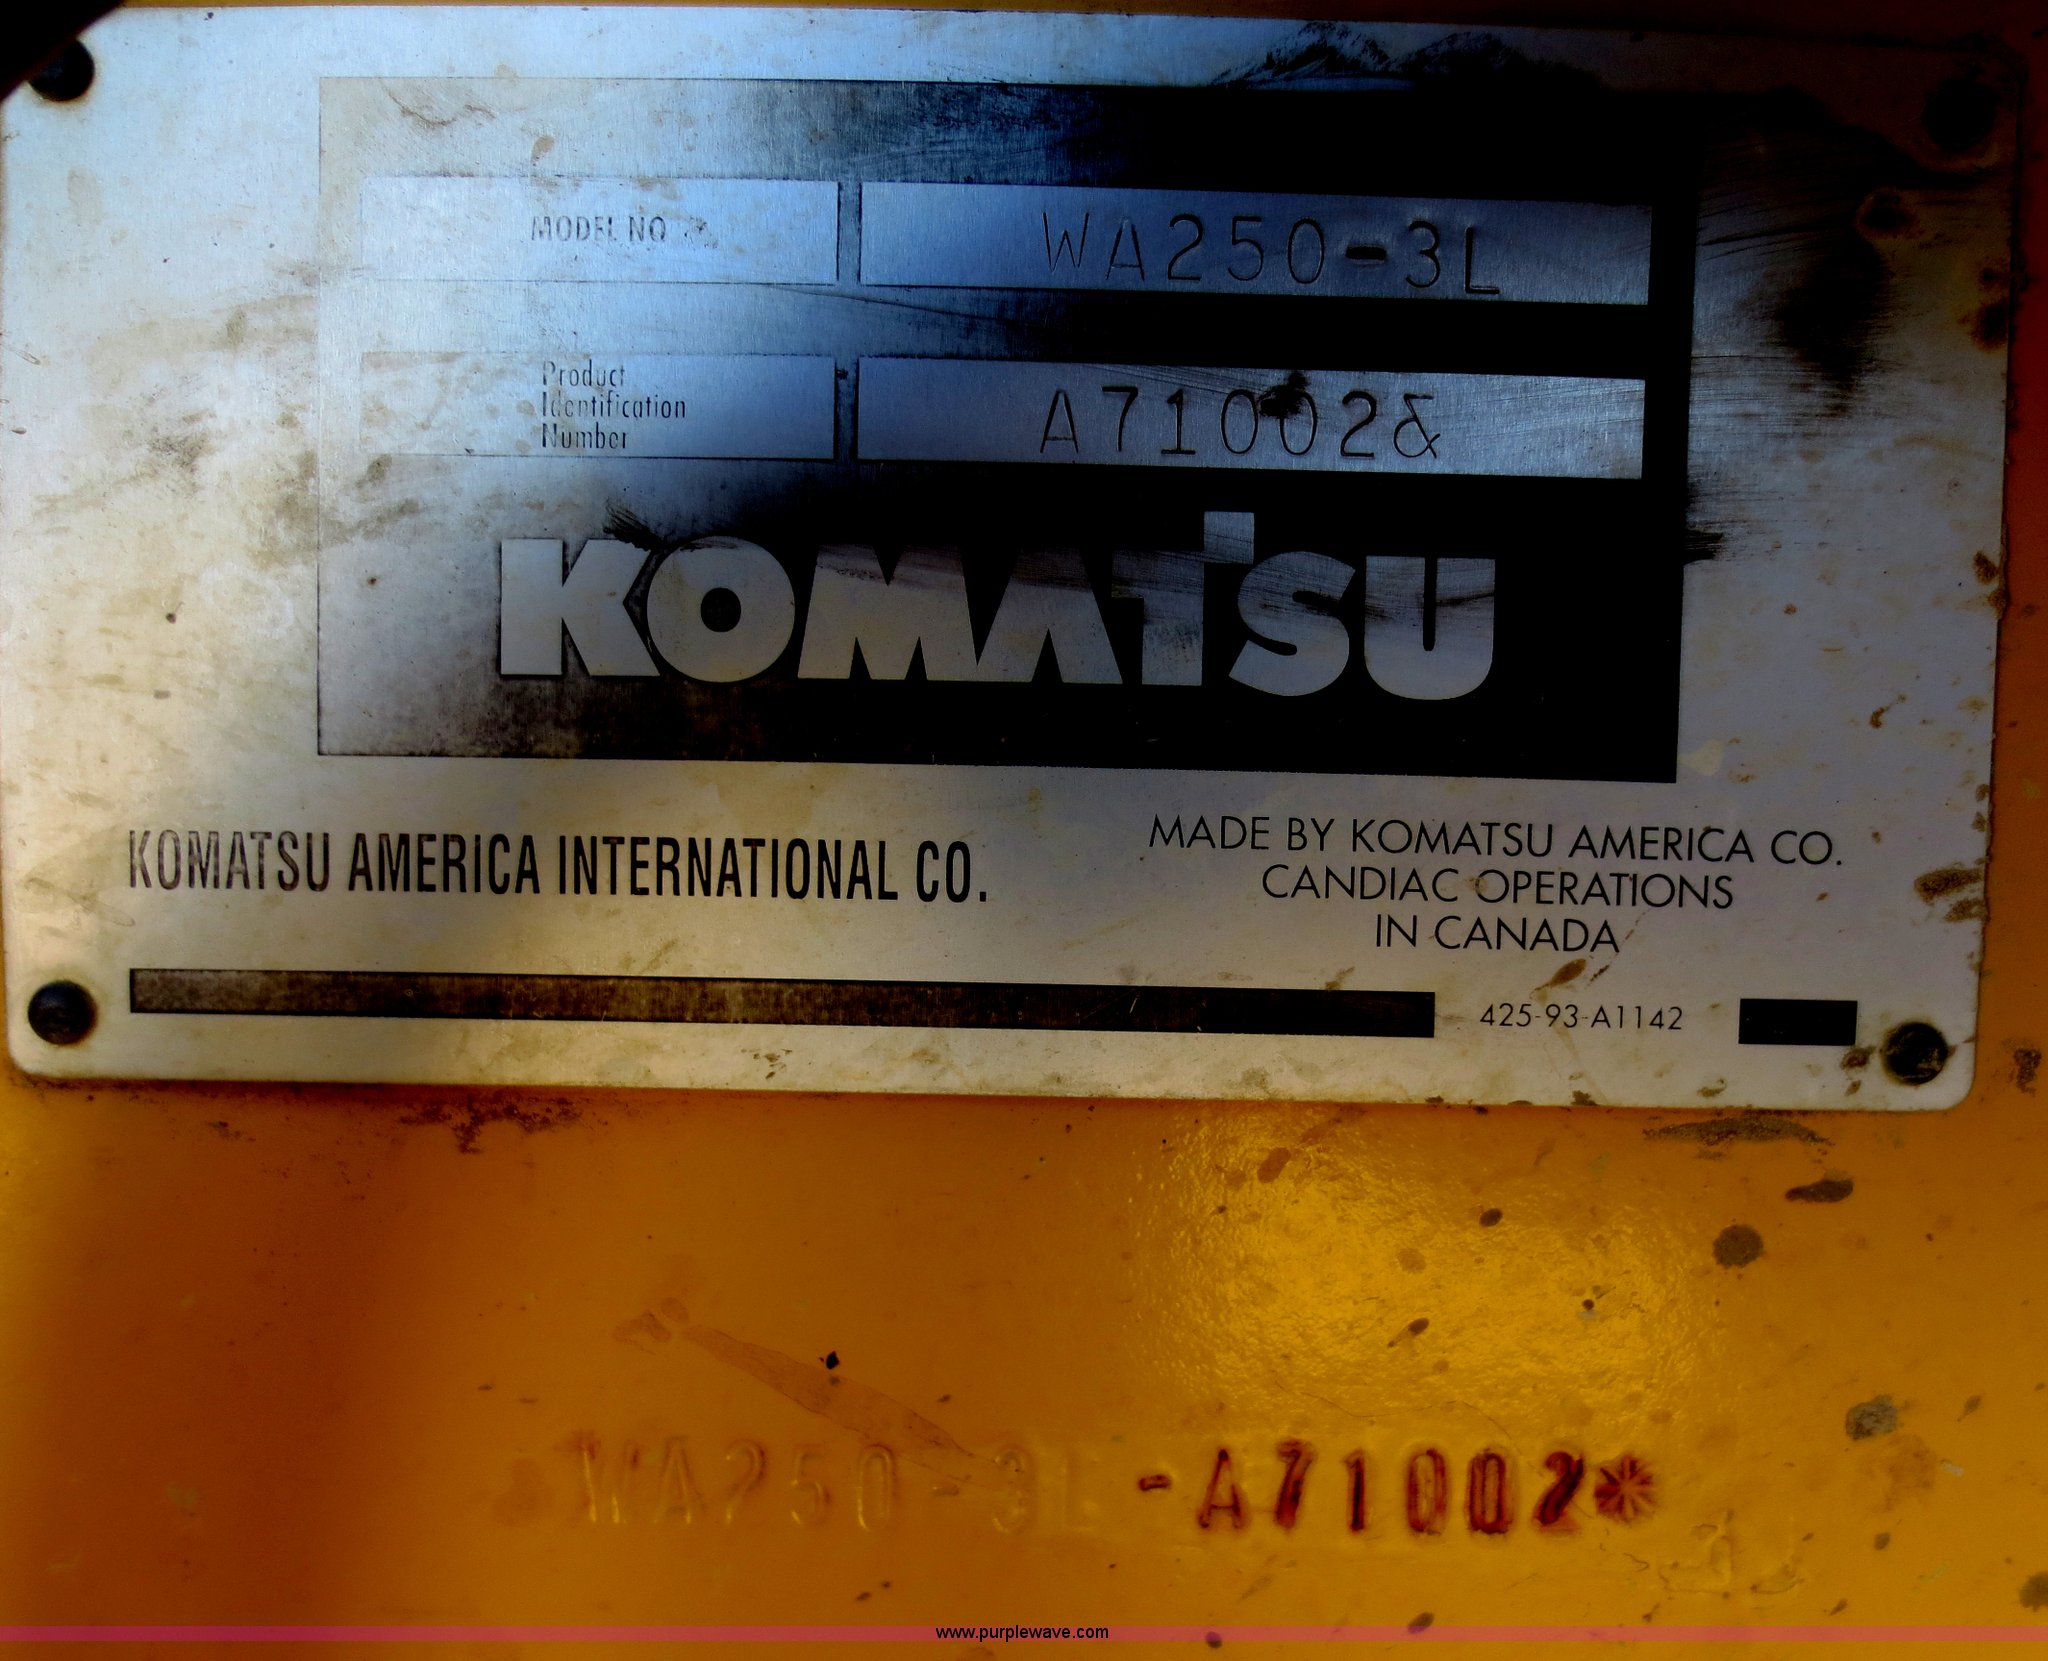 MODEL NO
WA250-3L
Product
Identification
Number
A71002&
KOMATSU
KOMATSU AMERICA INTERNATIONAL CO.
MADE BY KOMATSU AMERICA CO.
CANDIAC OPERATIONS
IN CANADA
425-93-A1142
WA250-3L-A71002*
www.purplewave.com